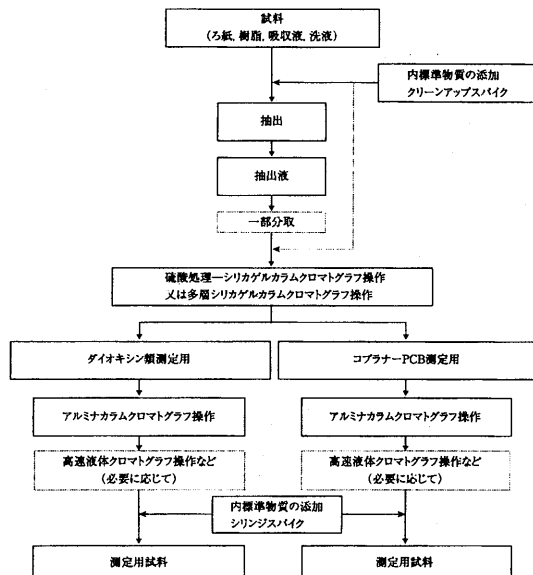 試料
(ろ紙, 樹脂, 吸収液, 洗液)
内標準物質の添加
クリーンアップスパイク
抽出
抽出液
一部分取
硫酸処理―シリカゲルカラムクロマトグラフ操作
又は多層シリカゲルカラムクロマトグラフ操作
ダイオキシン類測定用
コプラナーPCB測定用
アルミナカラムクロマトグラフ操作
アルミナカラムクロマトグラフ操作
高速液体クロマトグラフ操作など
(必要に応じて)
高速液体クロマトグラフ操作など
(必要に応じて)
内標準物質の添加
シリンジスパイク
測定用試料
測定用試料